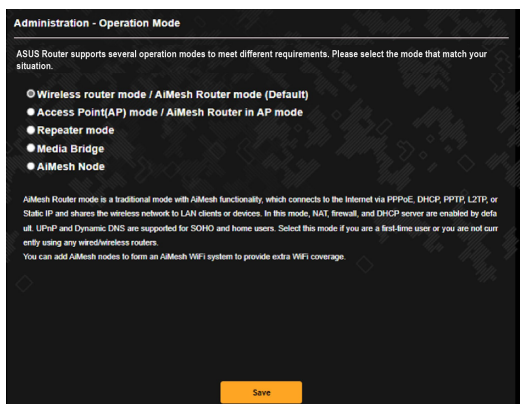 Administration - Operation Mode
ASUS Router supports several operation modes to meet different requirements. Please select the mode that match your
situation.
Wireless router mode / AiMesh Router mode (Default)
Access Point(AP) mode / AiMesh Router in AP mode
Repeater mode
Media Bridge
AiMesh Node
AiMesh Router mode is a traditional mode with AiMesh functionality, which connects to the Internet via PPPoE, DHCP, PPTP, L2TP, or
Static IP and shares the wireless network to LAN clients or devices. In this mode, NAT, firewall, and DHCP server are enabled by defa
ult. UPnP and Dynamic DNS are supported for SOHO and home users. Select this mode if you are a first-time user or you are not curr
ently using any wired/wireless routers.
You can add AiMesh nodes to form an AiMesh WiFi system to provide extra WiFi coverage.
Save